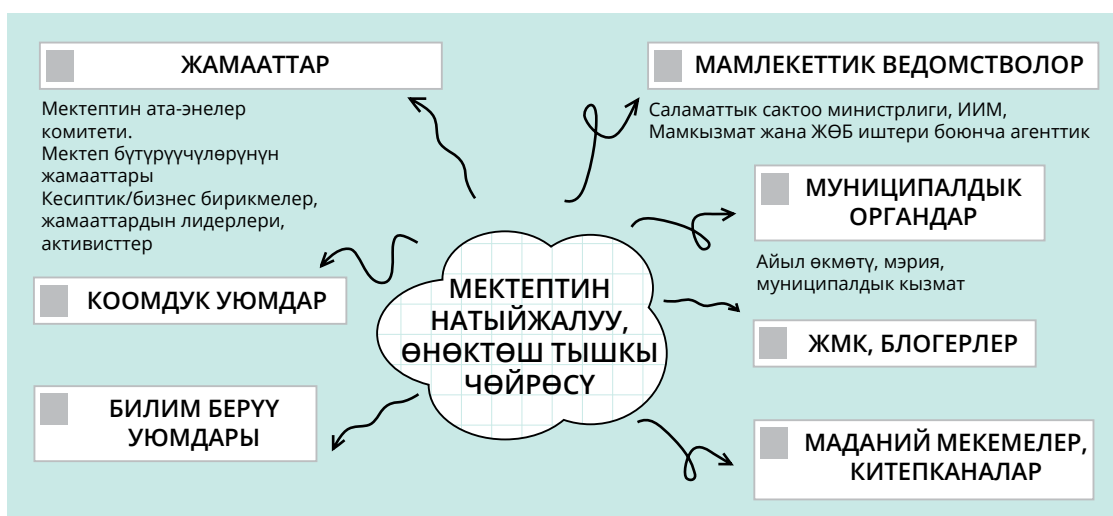 ЖАМААТТАР
Мектептин ата-энелер
комитети.
Мектеп бүтүрүүчүлөрүнүн
жамааттары
Кесиптик/бизнес бирикмелер,
жамааттардын лидерлери,
активисттер
КООМДУК УЮМДАР
БИЛИМ БЕРҮҮ
УЮМДАРЫ
МЕКТЕПТИН
НАТЫЙЖАЛУУ,
ӨНӨКТӨШ ТЫШКЫ
ЧӨЙРӨСҮ
МАМЛЕКЕТТИК ВЕДОМСТВОЛОР
Саламаттык сактоо министрлиги, ИИМ,
Мамкызмат жана ЖӨБ иштери боюнча агенттик
МУНИЦИПАЛДЫК
ОРГАНДАР
Айыл өкмөтү, мэрия,
муниципалдык кызмат
ЖМК, БЛОГЕРЛЕР
МАДАНИЙ МЕКЕМЕЛЕР,
КИТЕПКАНАЛАР